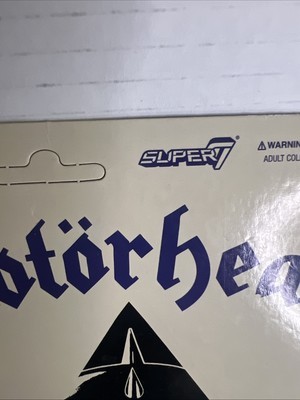 SUPER7®
⚠ WARNIN
ADULT COL
otörhea